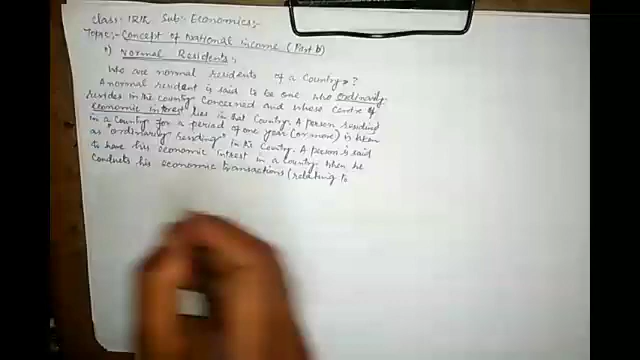 Class:- 12th Sub:- Economics:-
Topic:- Concept of National Income (Part b)
1) Normal Residents:-
Who are normal residents of a Country?
A normal resident is said to be one who ordinarily
resides in the country concerned and whose centre of
economic interest lies in that country. A person residing
in a country for a period of one year (or more) is taken
as "ordinarily residing" in the country. A person is said
to have his economic interest in a country. When he
conducts his economic transactions (relating to